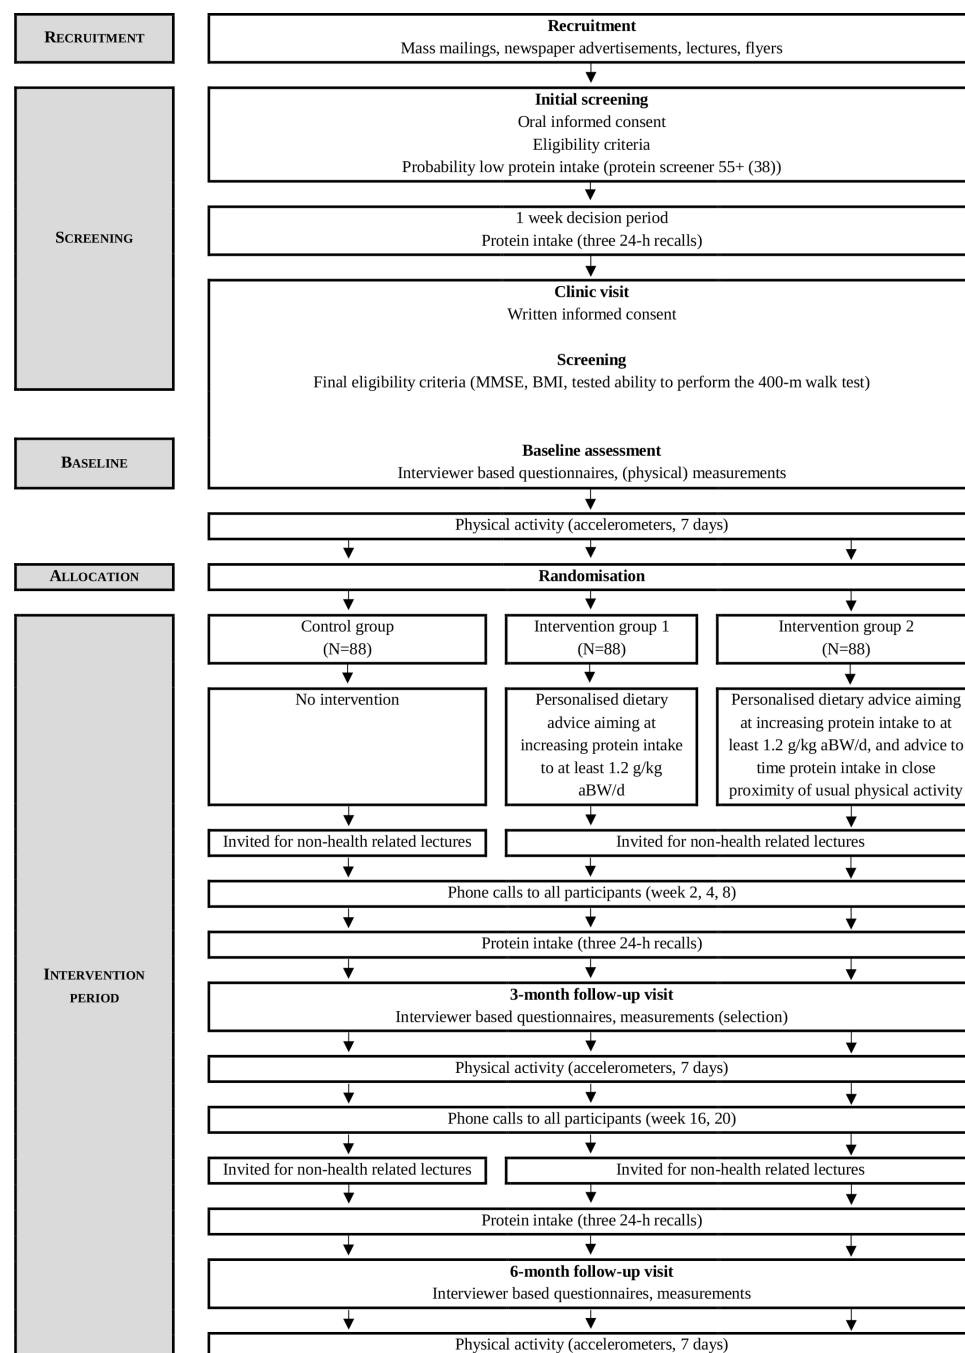 RECRUITMENT
Recruitment
Mass mailings, newspaper advertisements, lectures, flyers
SCREENING
Initial screening
Oral informed consent
Eligibility criteria
Probability low protein intake (protein screener 55+ (38))
1 week decision period
Protein intake (three 24-h recalls)
Clinic visit
Written informed consent
Screening
Final eligibility criteria (MMSE, BMI, tested ability to perform the 400-m walk test)
BASELINE
Baseline assessment
Interviewer based questionnaires, (physical) measurements
Physical activity (accelerometers, 7 days)
ALLOCATION
Randomisation
INTERVENTION
PERIOD
Control group
(N=88)
Intervention group 1
(N=88)
Intervention group 2
(N=88)
No intervention
Personalised dietary
advice aiming at
increasing protein intake
to at least 1.2 g/kg
aBW/d
Personalised dietary advice aiming
at increasing protein intake to at
least 1.2 g/kg aBW/d, and advice to
time protein intake in close
proximity of usual physical activity
Invited for non-health related lectures
Invited for non-health related lectures
Phone calls to all participants (week 2, 4, 8)
Protein intake (three 24-h recalls)
3-month follow-up visit
Interviewer based questionnaires, measurements (selection)
Physical activity (accelerometers, 7 days)
Phone calls to all participants (week 16, 20)
Invited for non-health related lectures
Invited for non-health related lectures
Protein intake (three 24-h recalls)
6-month follow-up visit
Interviewer based questionnaires, measurements
Physical activity (accelerometers, 7 days)